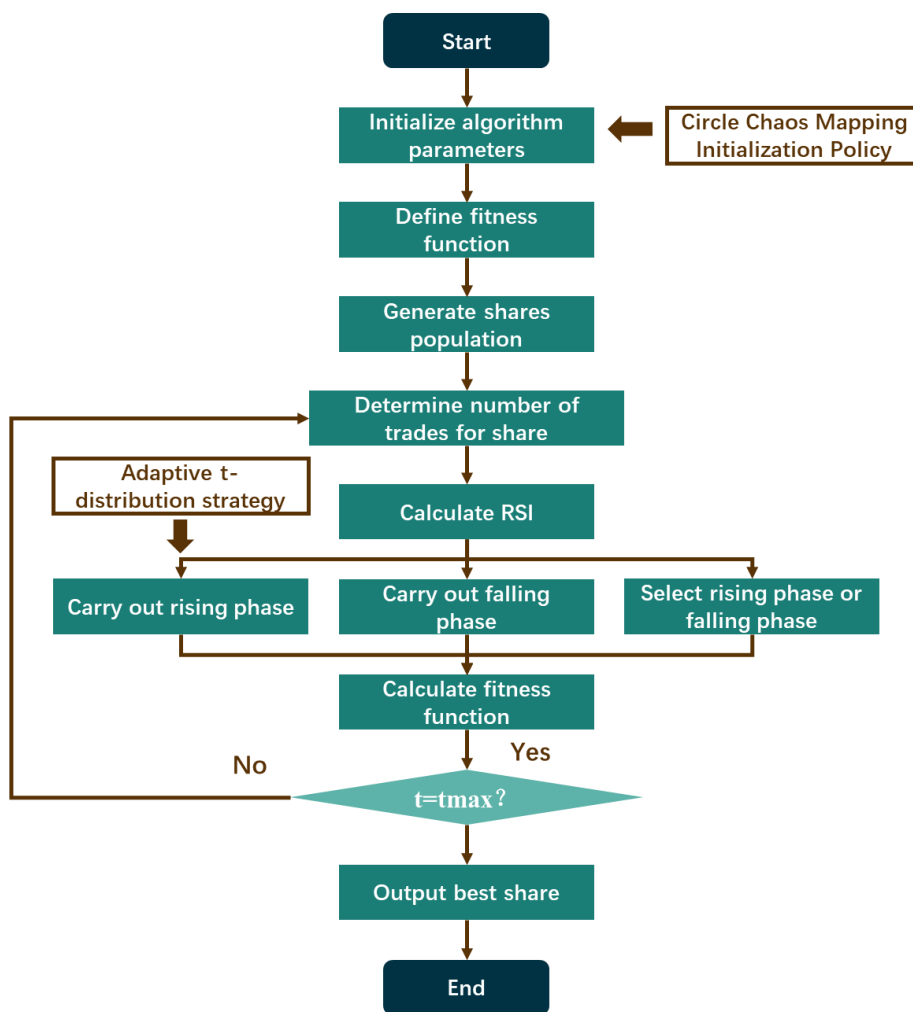 Start
Initialize algorithm
parameters
Circle Chaos Mapping
Initialization Policy
Define fitness
function
Generate shares
population
Determine number of
trades for share
Adaptive t-
distribution strategy
Calculate RSI
Carry out rising phase
Carry out falling
phase
Select rising phase or
falling phase
Calculate fitness
function
No
Yes
t=tmax？
Output best share
End